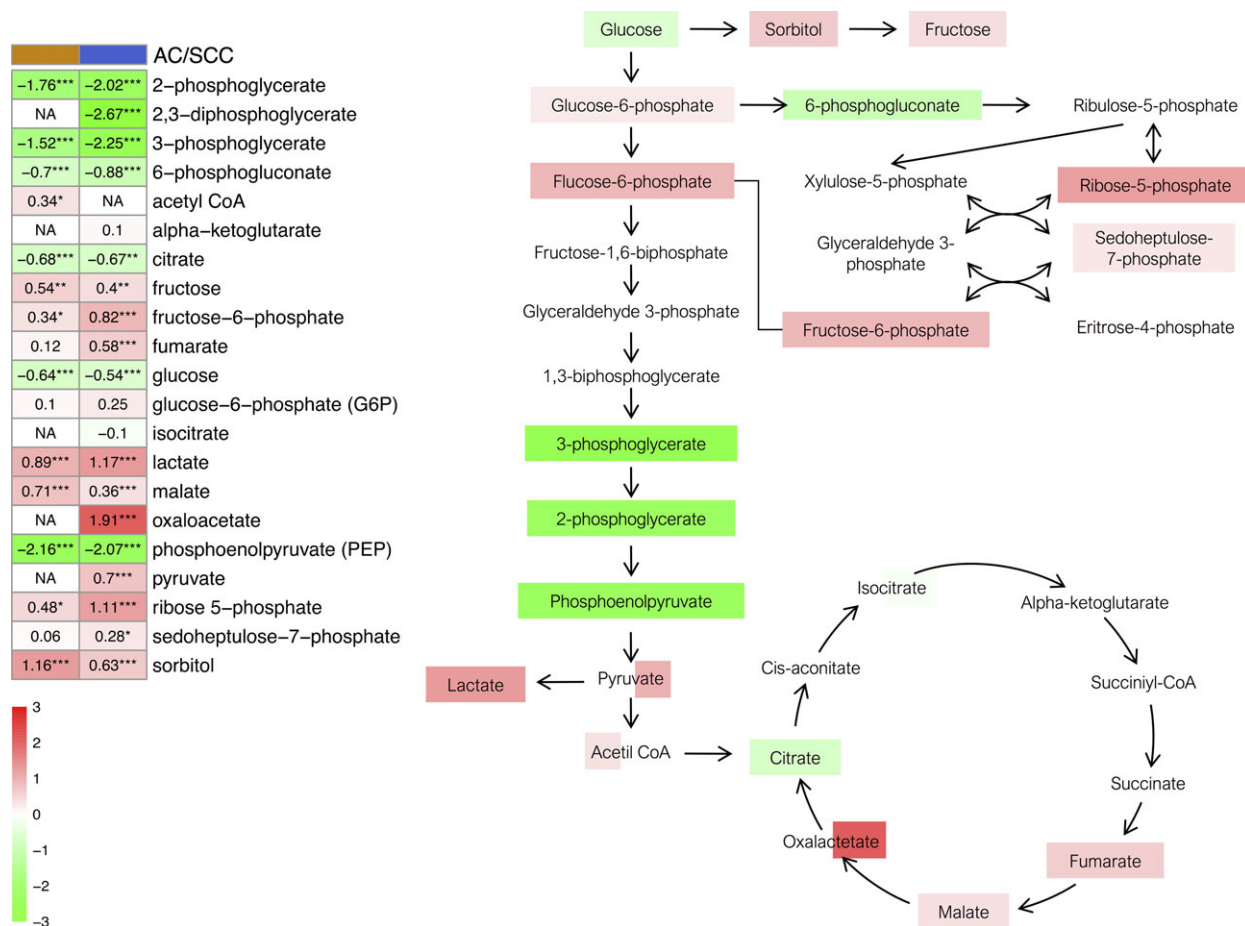 AC/SCC
−1.76*** −2.02*** 2−phosphoglycerate
NA −2.67*** 2,3−diphosphoglycerate
−1.52*** −2.25*** 3−phosphoglycerate
−0.7*** −0.88*** 6−phosphogluconate
0.34* NA acetyl CoA
NA 0.1 alpha−ketoglutarate
−0.68*** −0.67** citrate
0.54** 0.4** fructose
0.34* 0.82*** fructose−6−phosphate
0.12 0.58*** fumarate
−0.64*** −0.54*** glucose
0.1 0.25 glucose−6−phosphate (G6P)
NA −0.1 isocitrate
0.89*** 1.17*** lactate
0.71*** 0.36*** malate
NA 1.91*** oxaloacetate
−2.16*** −2.07*** phosphoenolpyruvate (PEP)
NA 0.7*** pyruvate
0.48* 1.11*** ribose 5−phosphate
0.06 0.28* sedoheptulose−7−phosphate
1.16*** 0.63*** sorbitol
3
2
1
0
−1
−2
−3
Glucose
Sorbitol
Fructose
Glucose-6-phosphate
6-phosphogluconate
Ribulose-5-phosphate
Flucose-6-phosphate
Xylulose-5-phosphate
Ribose-5-phosphate
Fructose-1,6-biphosphate
Glyceraldehyde 3-
phosphate
Sedoheptulose-
7-phosphate
Glyceraldehyde 3-phosphate
Fructose-6-phosphate
Eritrose-4-phosphate
1,3-biphosphoglycerate
3-phosphoglycerate
2-phosphoglycerate
Phosphoenolpyruvate
Lactate
Pyruvate
Acetil CoA
Citrate
Cis-aconitate
Isocitrate
Alpha-ketoglutarate
Succiniyl-CoA
Succinate
Fumarate
Malate
Oxalactetate